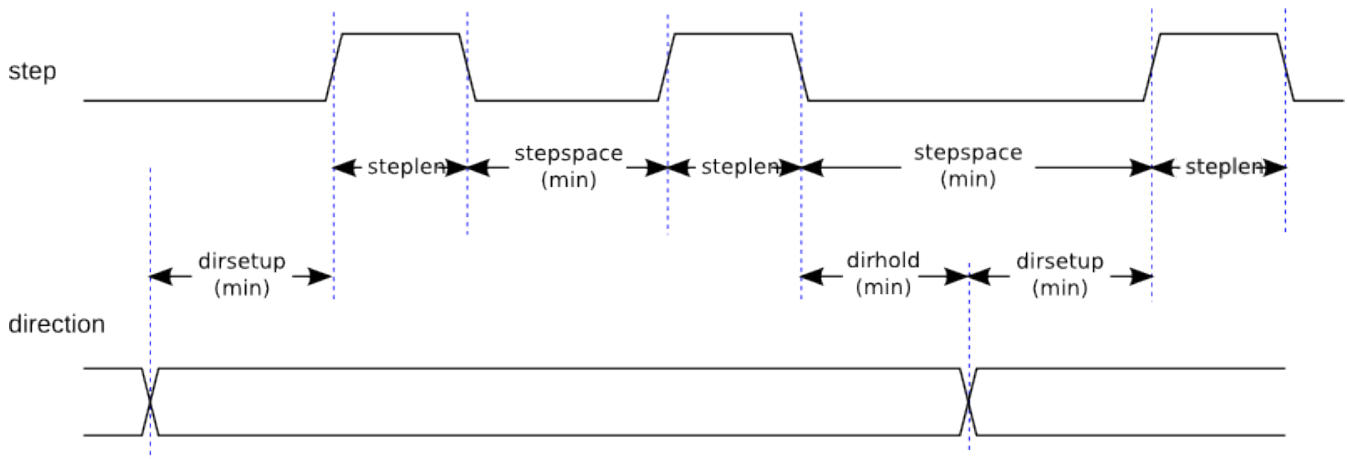 step
steplen
stepspace
(min)
steplen
stepspace
(min)
steplen
dirsetup
(min)
dirhold
(min)
dirsetup
(min)
direction